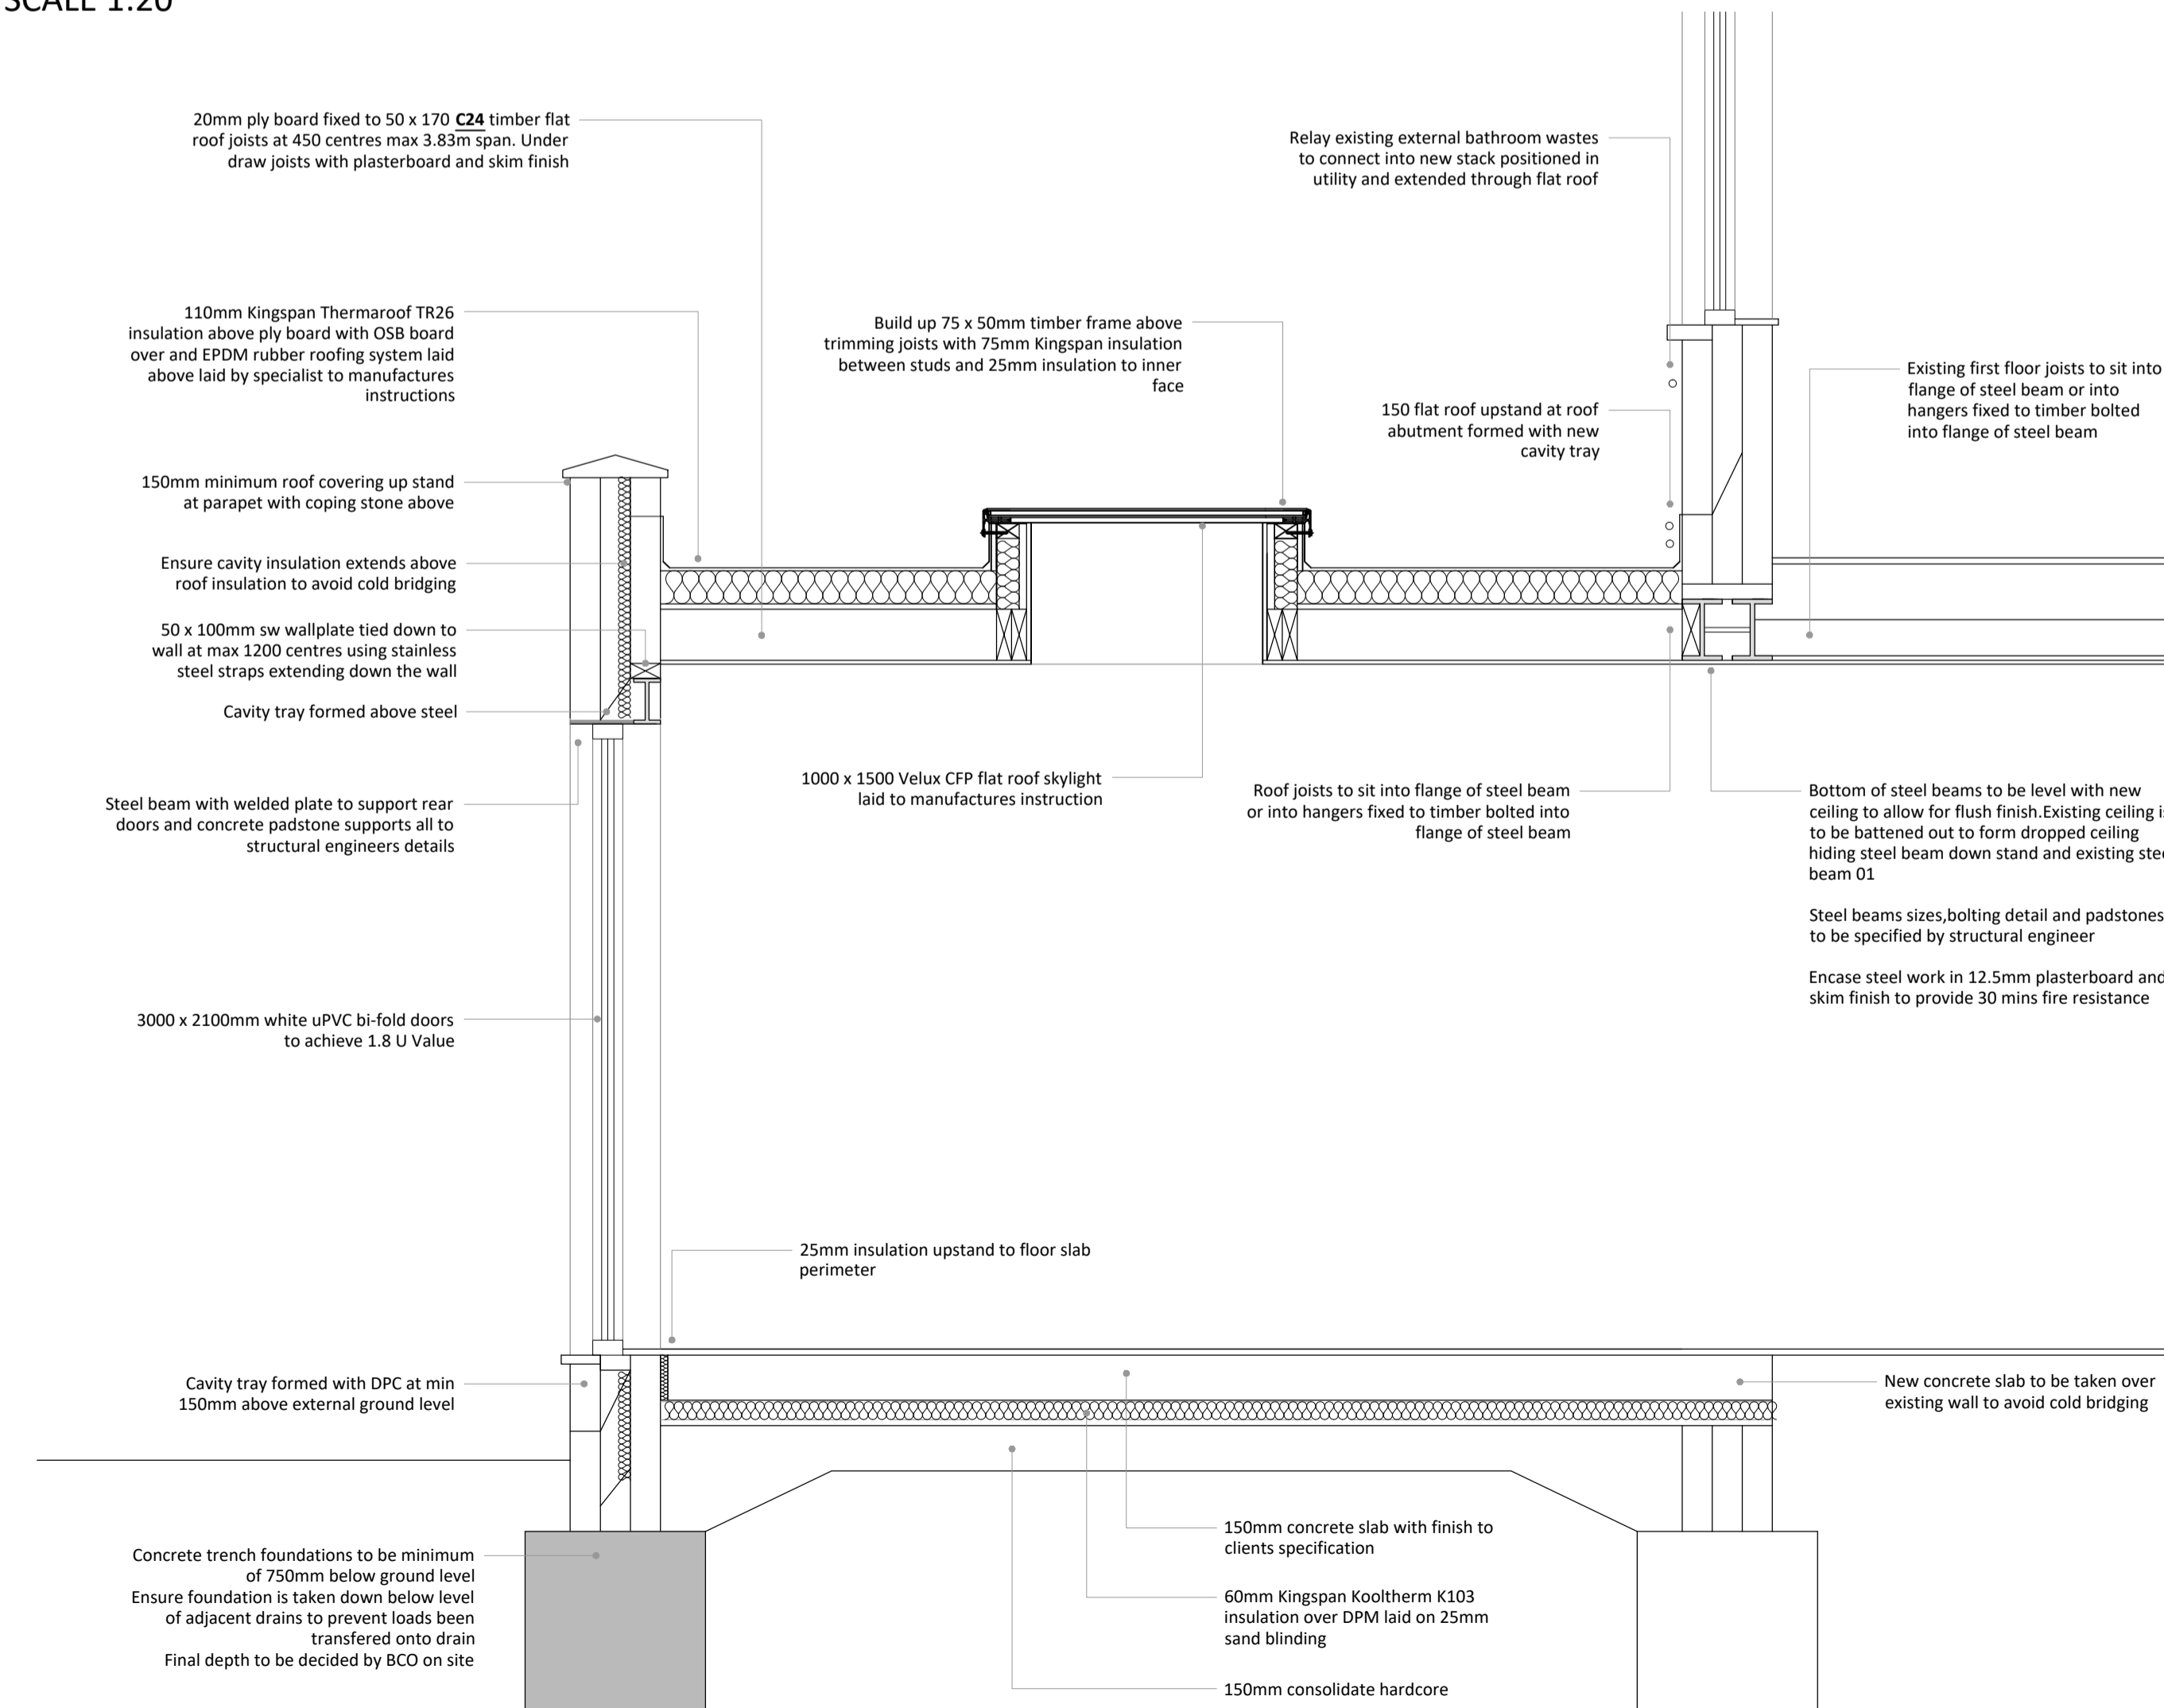 SCALE 1:20
20mm ply board fixed to 50 x 170 C24 timber flat
roof joists at 450 centres max 3.83m span. Under
draw joists with plasterboard and skim finish
Relay existing external bathroom wastes
to connect into new stack positioned in
utility and extended through flat roof
110mm Kingspan Thermaroof TR26
insulation above ply board with OSB board
over and EPDM rubber roofing system laid
above laid by specialist to manufactures
instructions
Build up 75 x 50mm timber frame above
trimming joists with 75mm Kingspan insulation
between studs and 25mm insulation to inner
face
Existing first floor joists to sit into
flange of steel beam or into
hangers fixed to timber bolted
into flange of steel beam
150 flat roof upstand at roof
abutment formed with new
cavity tray
150mm minimum roof covering up stand
at parapet with coping stone above
Ensure cavity insulation extends above
roof insulation to avoid cold bridging
50 x 100mm sw wallplate tied down to
wall at max 1200 centres using stainless
steel straps extending down the wall
Cavity tray formed above steel
Steel beam with welded plate to support rear
doors and concrete padstone supports all to
structural engineers details
1000 x 1500 Velux CFP flat roof skylight
laid to manufactures instruction
Roof joists to sit into flange of steel beam
or into hangers fixed to timber bolted into
flange of steel beam
Bottom of steel beams to be level with new
ceiling to allow for flush finish.Existing ceiling is
to be battened out to form dropped ceiling
hiding steel beam down stand and existing stee
beam 01
Steel beams sizes,bolting detail and padstones
to be specified by structural engineer
Encase steel work in 12.5mm plasterboard and
skim finish to provide 30 mins fire resistance
3000 x 2100mm white uPVC bi-fold doors
to achieve 1.8 U Value
25mm insulation upstand to floor slab
perimeter
Cavity tray formed with DPC at min
150mm above external ground level
New concrete slab to be taken over
existing wall to avoid cold bridging
Concrete trench foundations to be minimum
of 750mm below ground level
Ensure foundation is taken down below level
of adjacent drains to prevent loads been
transfered onto drain
Final depth to be decided by BCO on site
150mm concrete slab with finish to
clients specification
60mm Kingspan Kooltherm K103
insulation over DPM laid on 25mm
sand blinding
150mm consolidate hardcore